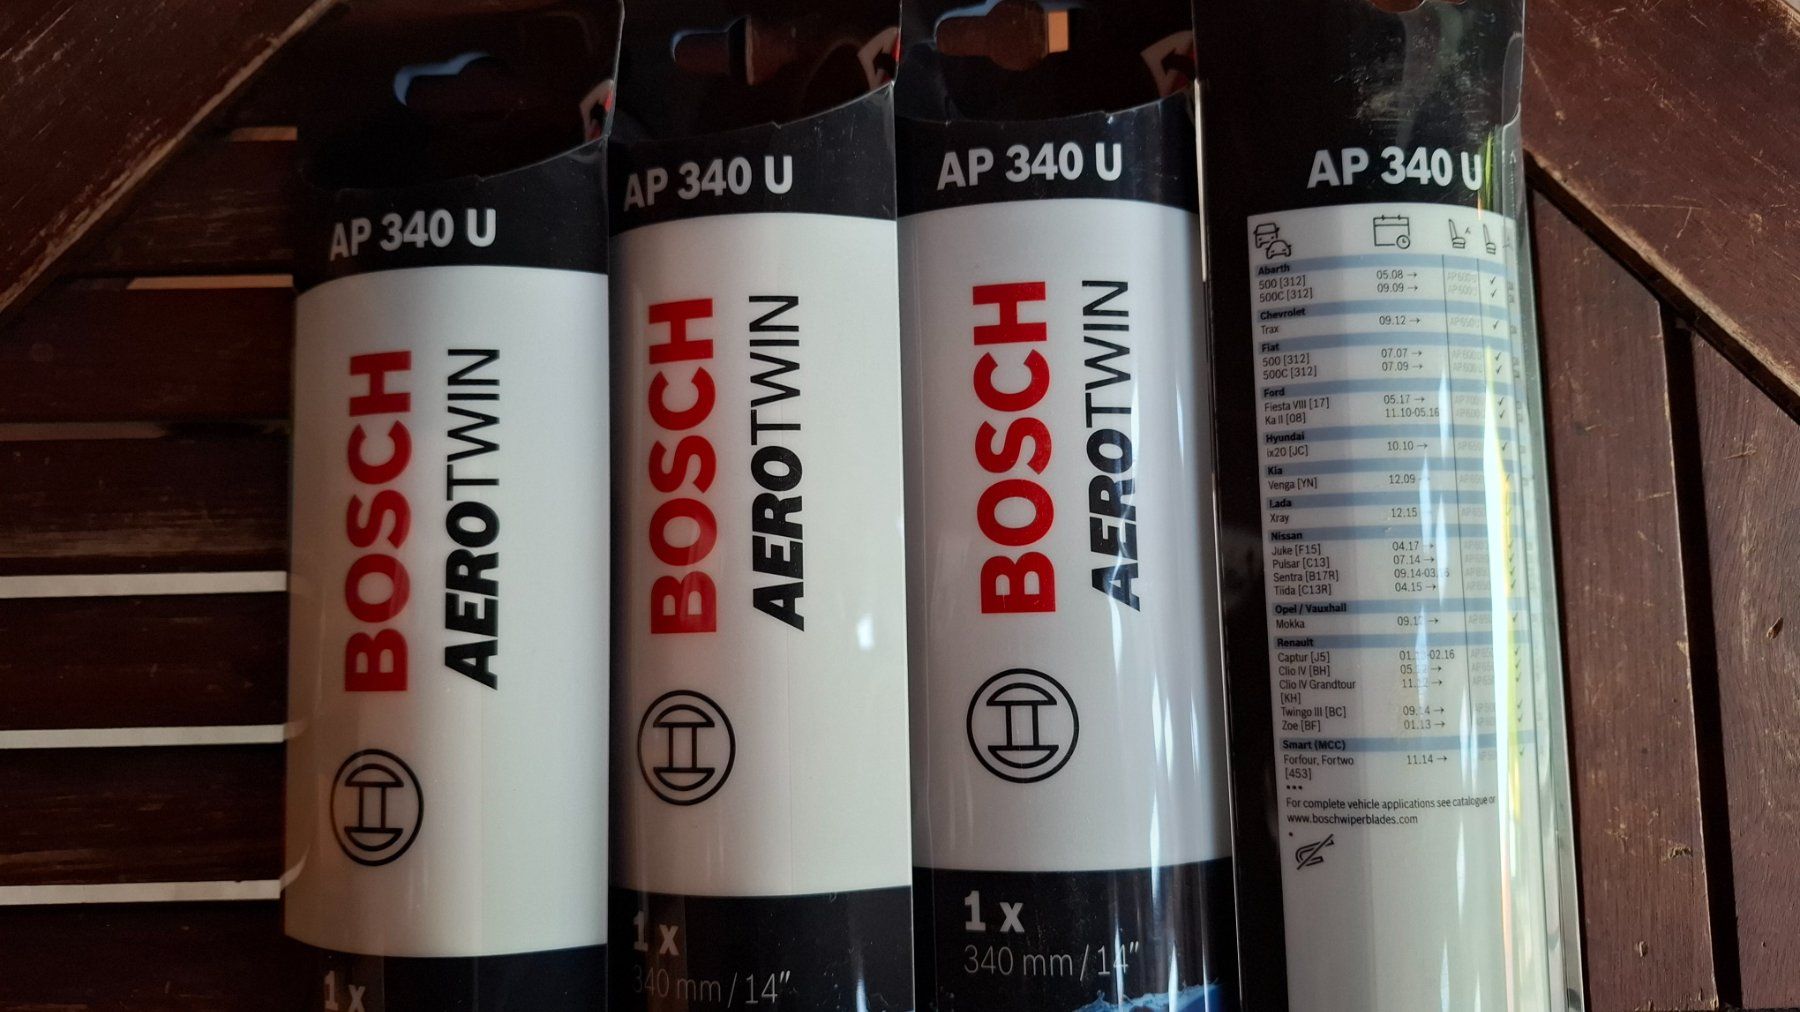 AP 340 U
BOSCH
AEROTWIN
1 x
AP 340 U
BOSCH
AEROTWIN
1 x
340 mm / 14"
AP 340 U
BOSCH
AEROTWIN
1 x
340 mm / 14"
AP 340 U
Abarth
500 [312] 05.08 →
500C [312] 09.09 →
Chevrolet
Trax 09.12 →
Fiat
500 [312] 07.07 →
500C [312] 07.09 →
Ford
Fiesta VIII [17] 05.17 →
Ka II [08] 11.10-05.16
Hyundai
ix20 [JC] 10.10 →
Kia
Venga [YN] 12.09 →
Lada
Xray 12.15 →
Nissan
Juke [F15] 04.17 →
Pulsar [C13] 07.14 →
Sentra [B17R]
Tiida [C13R] 04.15 →
Opel / Vauxhall
Mokka
Renault
Captur [J5]
Clio IV [BH]
Clio IV Grandtour
[KH]
Twingo III [BC] 09.14 →
Zoe [BF] 01.13 →
Smart (MCC)
Forfour, Fortwo 11.14 →
[453]
***
For complete vehicle applications see catalogue or
www.boschwiperblades.com